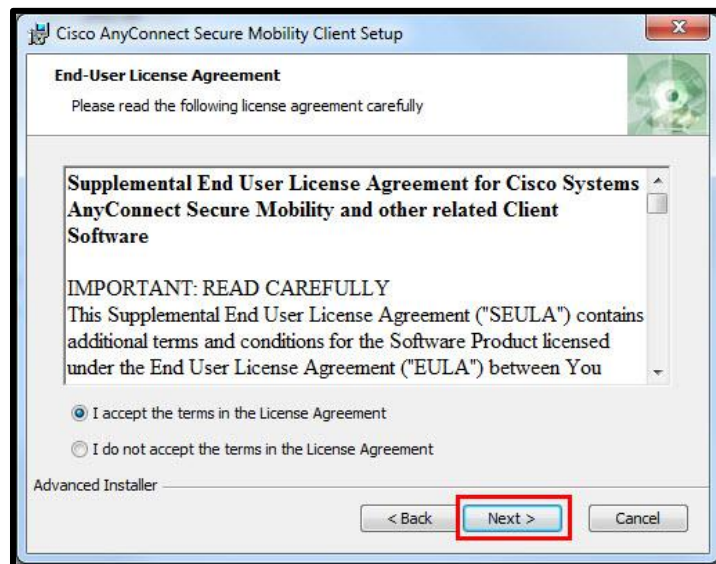 Cisco AnyConnect Secure Mobility Client Setup
End-User License Agreement
Please read the following license agreement carefully
Supplemental End User License Agreement for Cisco Systems
AnyConnect Secure Mobility and other related Client
Software
IMPORTANT: READ CAREFULLY
This Supplemental End User License Agreement ("SEULA") contains
additional terms and conditions for the Software Product licensed
under the End User License Agreement ("EULA") between You
I accept the terms in the License Agreement
I do not accept the terms in the License Agreement
Advanced Installer
< Back Next > Cancel